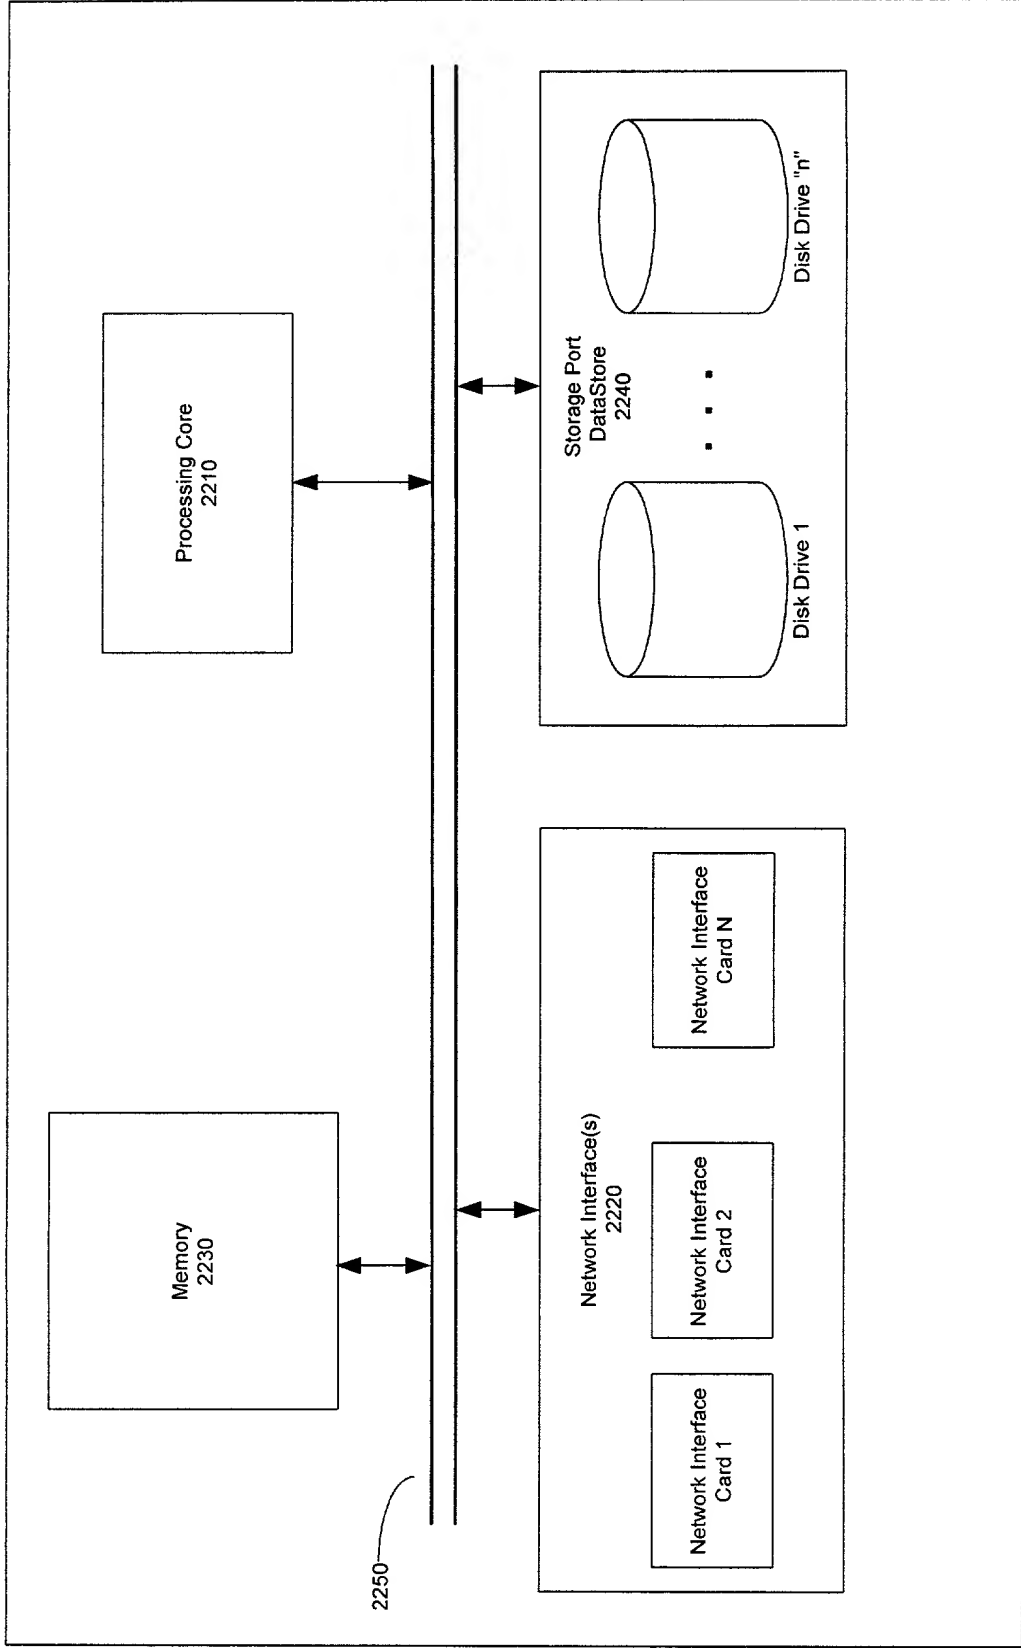 Memory
2230
Processing Core
2210
2250
Network Interface(s)
2220
Network Interface
Card 1
Network Interface
Card 2
Network Interface
Card N
Storage Port
DataStore
2240
Disk Drive 1
Disk Drive "n"